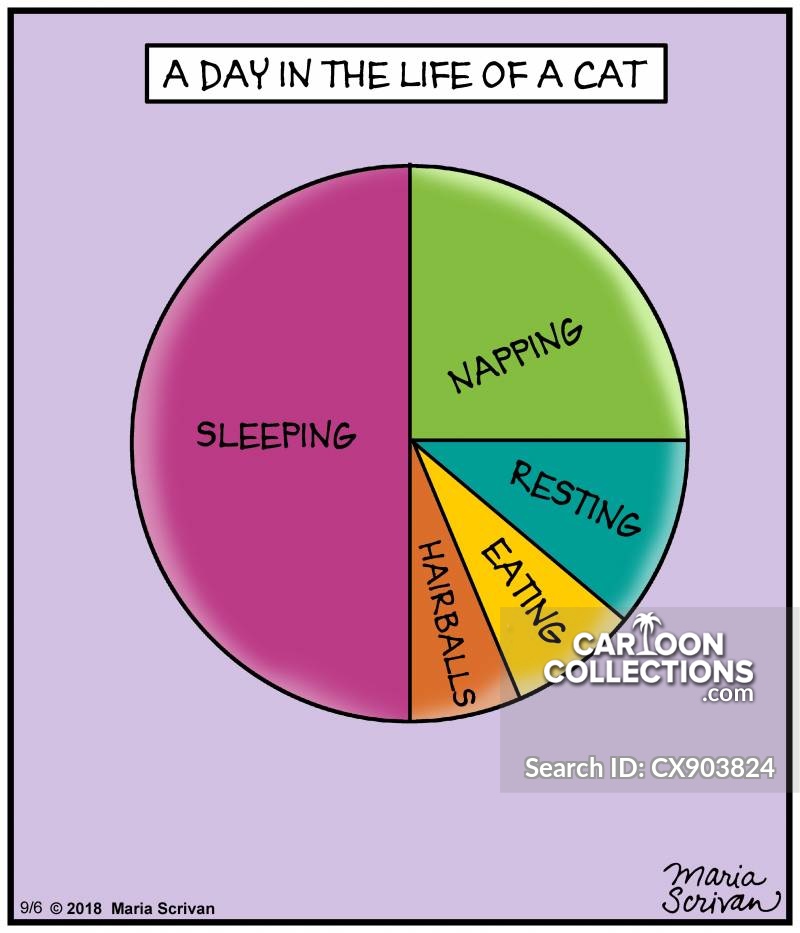 A DAY IN THE LIFE OF A CAT
NAPPING
SLEEPING
RESTING
EATING
HAIRBALLS
CARTOON
COLLECTIONS
.com
Search ID: CX903824
Maria
Scrivan
9/6 © 2018 Maria Scrivan